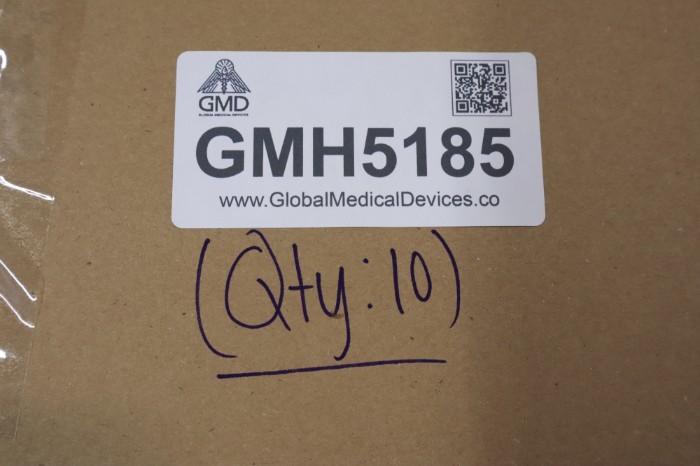 GMD
GLOBAL MEDICAL DEVICES
GMH5185
www.GlobalMedicalDevices.co
(Qty: 10)